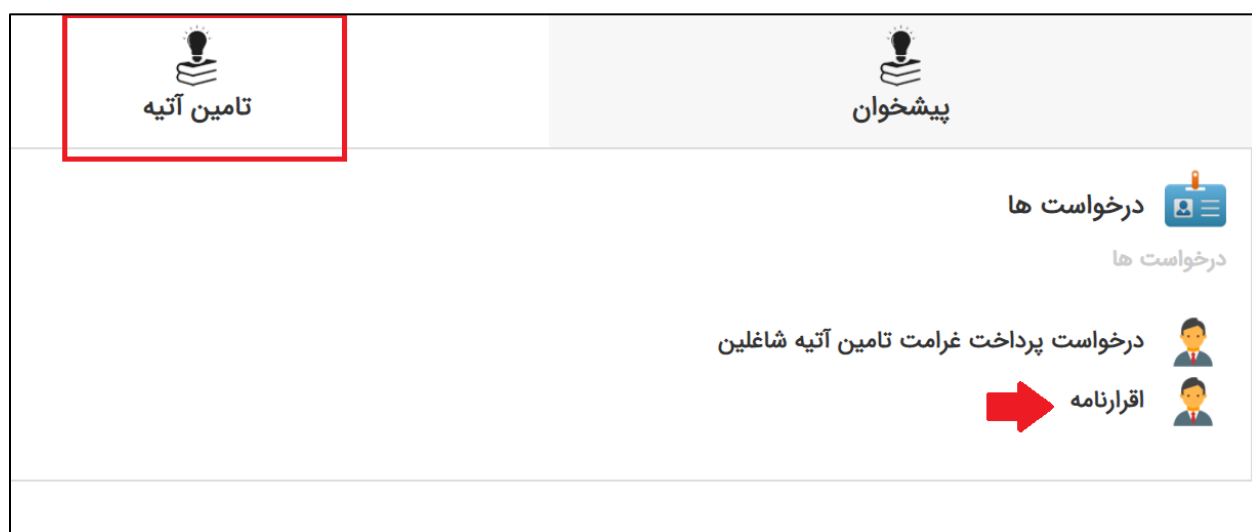 پیشخوان
تامین آتیه
درخواست ها
درخواست ها
درخواست پرداخت غرامت تامین آتیه شاغلین
اقرارنامه